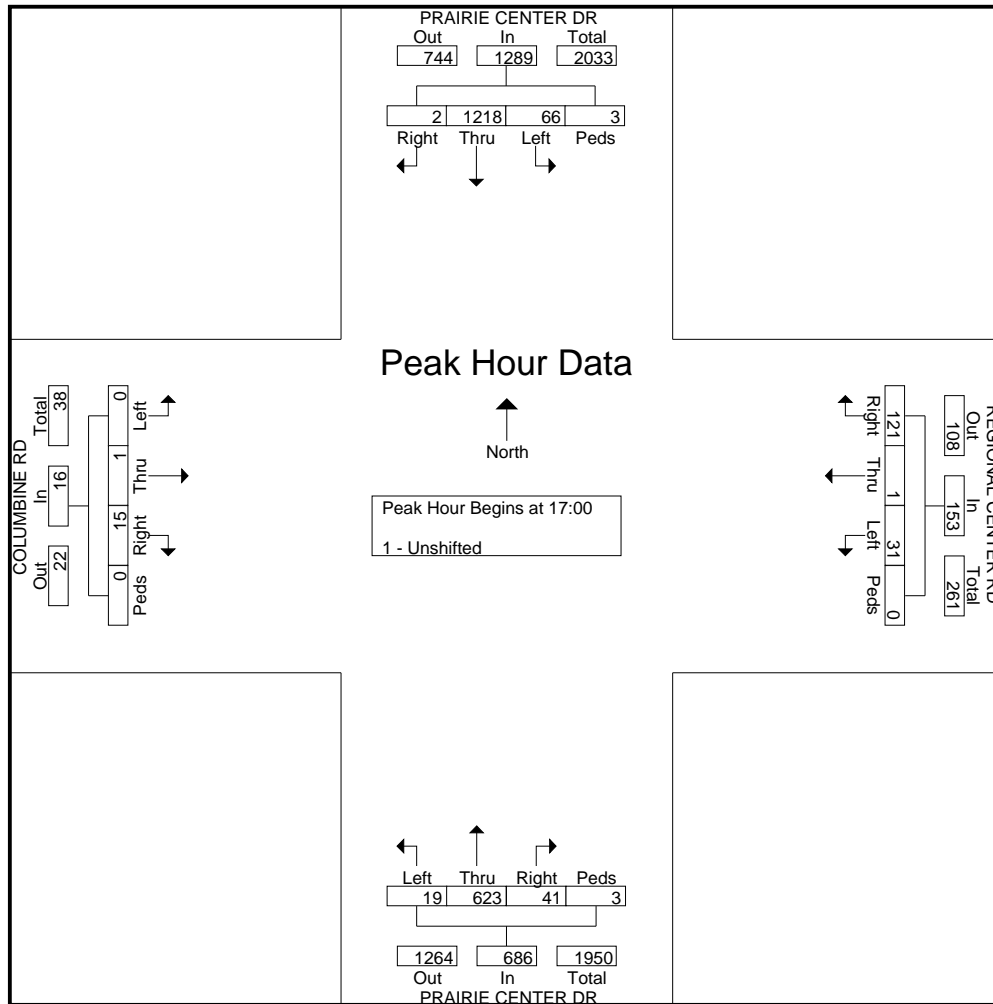 PRAIRIE CENTER DR
Out In Total
744 1289 2033
2 1218 66 3
Right Thru Left Peds
Peak Hour Data
North
Peak Hour Begins at 17:00
1 - Unshifted
COLUMBINE RD
Out In Total
22 16 38
0 1 15 0
Left Thru Right Peds
REGIONAL CENTER RD
Out In Total
108 153 261
121 1 31 0
Right Thru Left Peds
Left Thru Right Peds
19 623 41 3
1264 686 1950
Out In Total
PRAIRIE CENTER DR